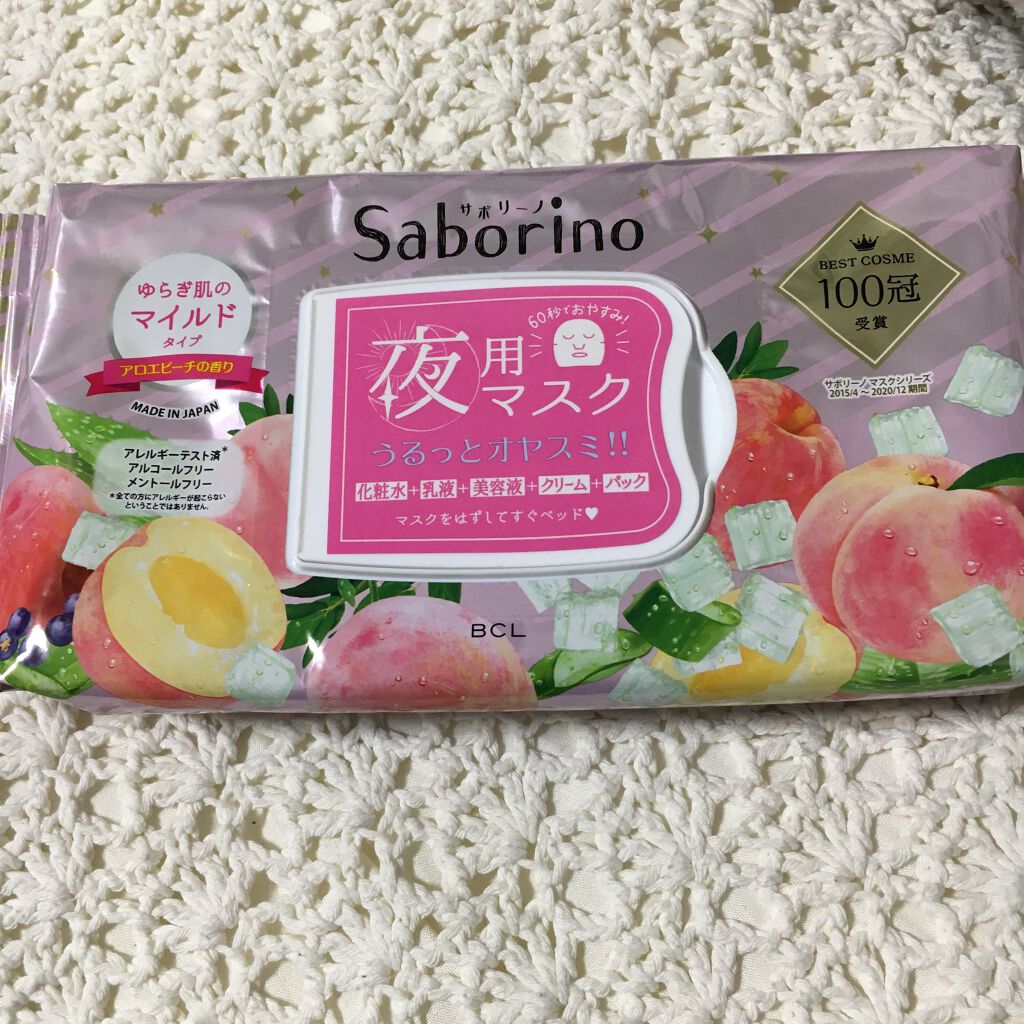 サボリーノ
Saborino
ゆらぎ肌の
マイルド
タイプ
アロエピーチの香り
MADE IN JAPAN
アレルギーテスト済*
アルコールフリー
メントールフリー
*全ての方にアレルギーが起こらない
ということではありません。
60秒でおやすみ!
夜用
マスク
うるっとオヤスミ!!
化粧水+乳液+美容液+クリーム+パック
マスクをはずしてすぐベッド♥
BEST COSME
100冠
受賞
サボリーノ マスクシリーズ
2015/4 ～ 2020/12 期間
BCL